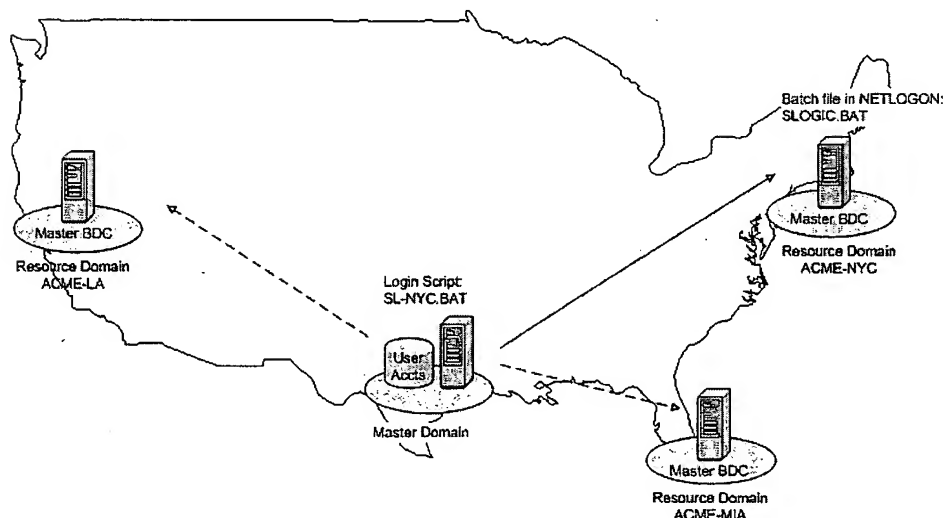 Batch file in NETLOGON:
SLOGIC.BAT
Master BDC
Resource Domain
ACME-LA
Master BDC
Resource Domain
ACME-NYC
Login Script:
SL-NYC.BAT
User
Accts
Master Domain
Master BDC
Resource Domain
ACME-MIA